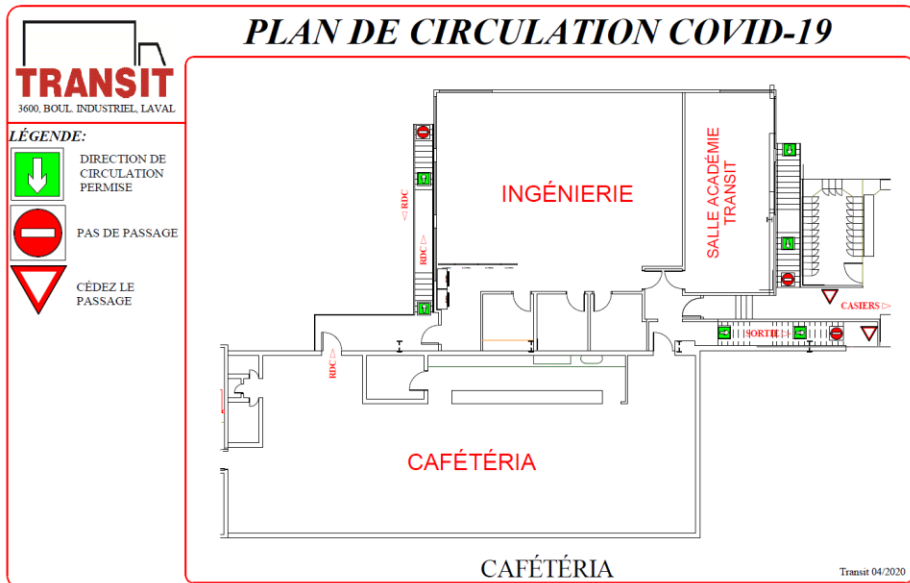 PLAN DE CIRCULATION COVID-19
TRANSIT
3600, BOUL. INDUSTRIEL, LAVAL
LÉGENDE:
DIRECTION DE
CIRCULATION
PERMISE
PAS DE PASSAGE
CÉDEZ LE
PASSAGE
INGÉNIERIE
SALLE ACADÉMIE
TRANSIT
RDC
RDC
RDC
CASIERS
SORTIE
CAFÉTÉRIA
CAFÉTÉRIA
Transit 04/2020